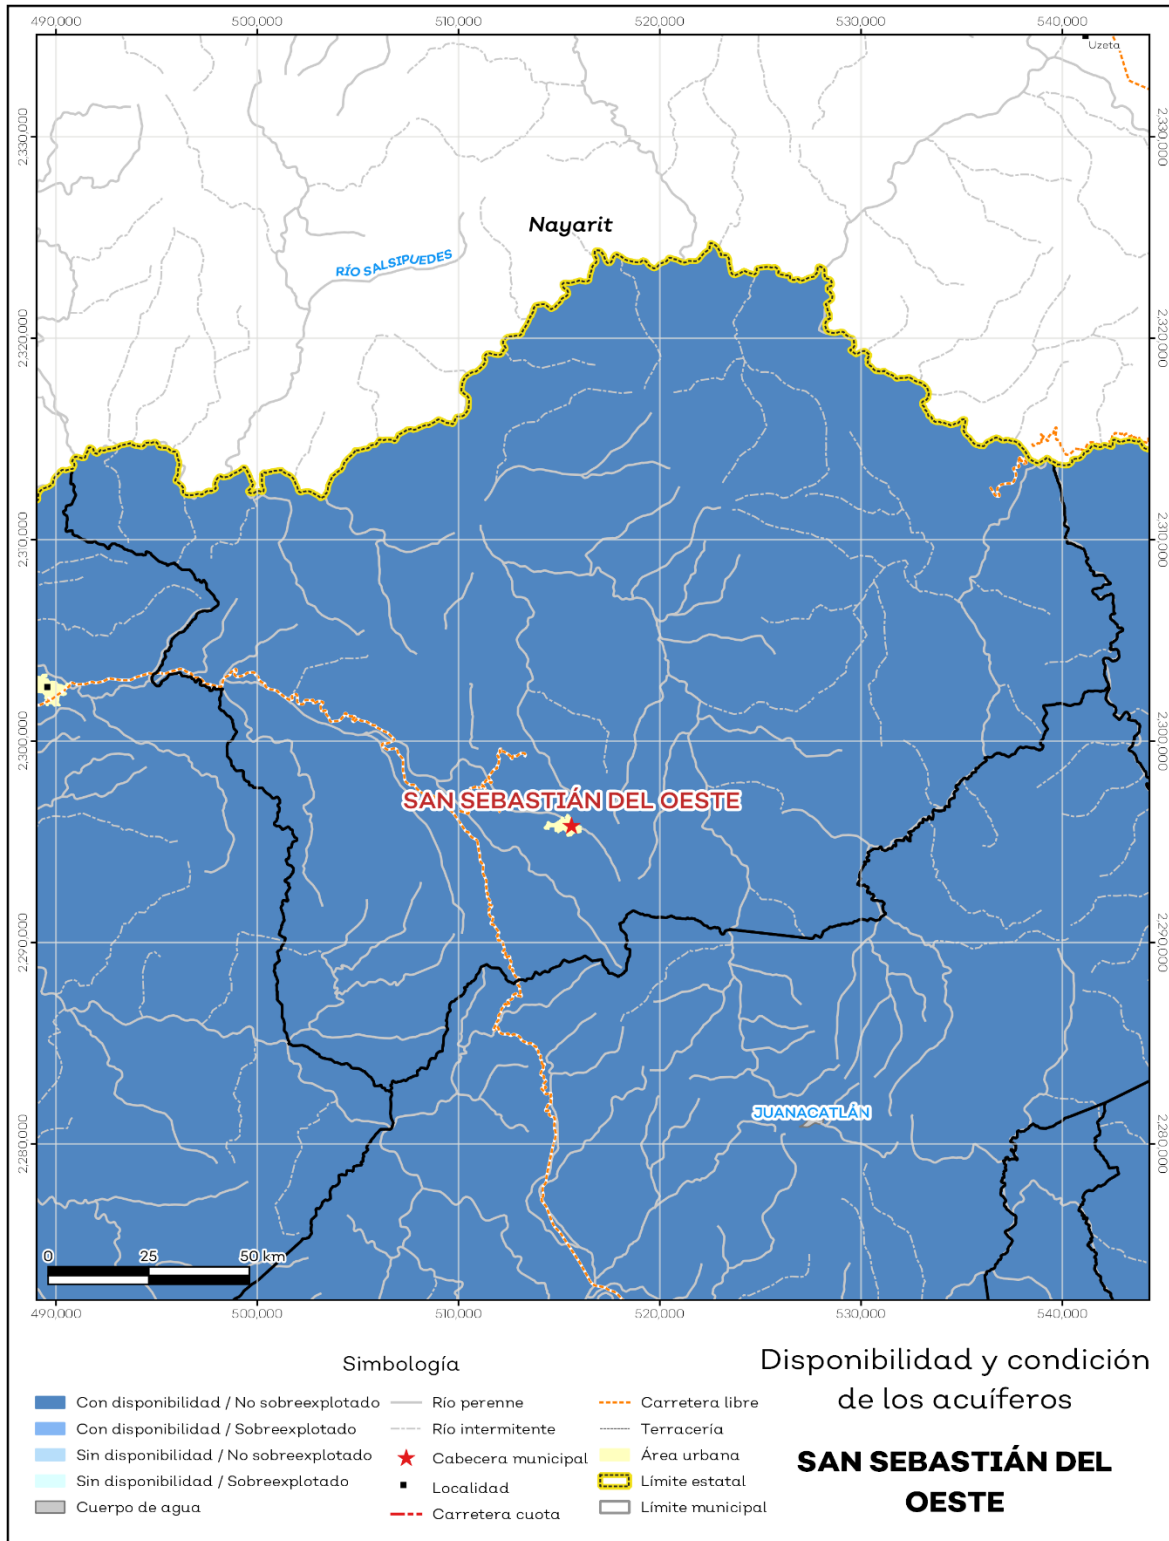 490,000 500,000 510,000 520,000 530,000 540,000
Uzeta
2,330,000 2,330,000
Nayarit
RÍO SALSIPUEDES
2,320,000 2,320,000
2,310,000 2,310,000
2,300,000 2,300,000
SAN SEBASTIÁN DEL OESTE
2,290,000 2,290,000
JUANACATLÁN
2,280,000 2,280,000
0 25 50 km
490,000 500,000 510,000 520,000 530,000 540,000
Simbología
Con disponibilidad / No sobreexplotado
Con disponibilidad / Sobreexplotado
Sin disponibilidad / No sobreexplotado
Sin disponibilidad / Sobreexplotado
Cuerpo de agua
Río perenne
Río intermitente
Cabecera municipal
Localidad
Carretera cuota
Carretera libre
Terracería
Área urbana
Límite estatal
Límite municipal
Disponibilidad y condición
de los acuíferos
SAN SEBASTIÁN DEL
OESTE